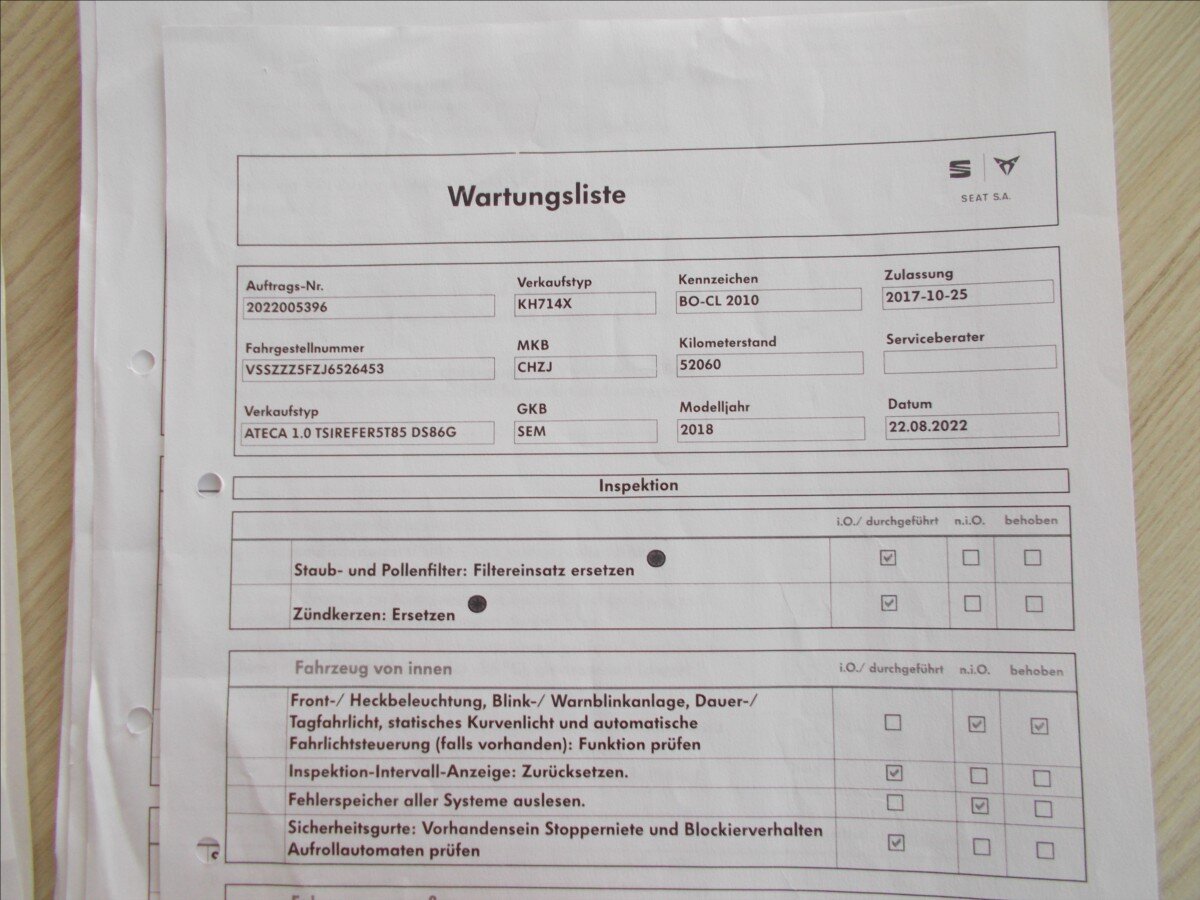 Wartungsliste
SEAT S.A.
Auftrags-Nr. Verkaufstyp Kennzeichen Zulassung
2022005396 KH714X BO-CL 2010 2017-10-25
Fahrgestellnummer MKB Kilometerstand Serviceberater
VSSZZZ5FZJ6526453 CHZJ 52060
Verkaufstyp GKB Modelljahr Datum
ATECA 1.0 TSIREFER5T85 DS86G SEM 2018 22.08.2022
Inspektion
i.O./ durchgeführt n.i.O. behoben
Staub- und Pollenfilter: Filtereinsatz ersetzen
Zündkerzen: Ersetzen
Fahrzeug von innen i.O./ durchgeführt n.i.O. behoben
Front-/ Heckbeleuchtung, Blink-/ Warnblinkanlage, Dauer-/
Tagfahrlicht, statisches Kurvenlicht und automatische
Fahrlichtsteuerung (falls vorhanden): Funktion prüfen
Inspektion-Intervall-Anzeige: Zurücksetzen.
Fehlerspeicher aller Systeme auslesen.
Sicherheitsgurte: Vorhandensein Stopperniete und Blockierverhalten
Aufrollautomaten prüfen